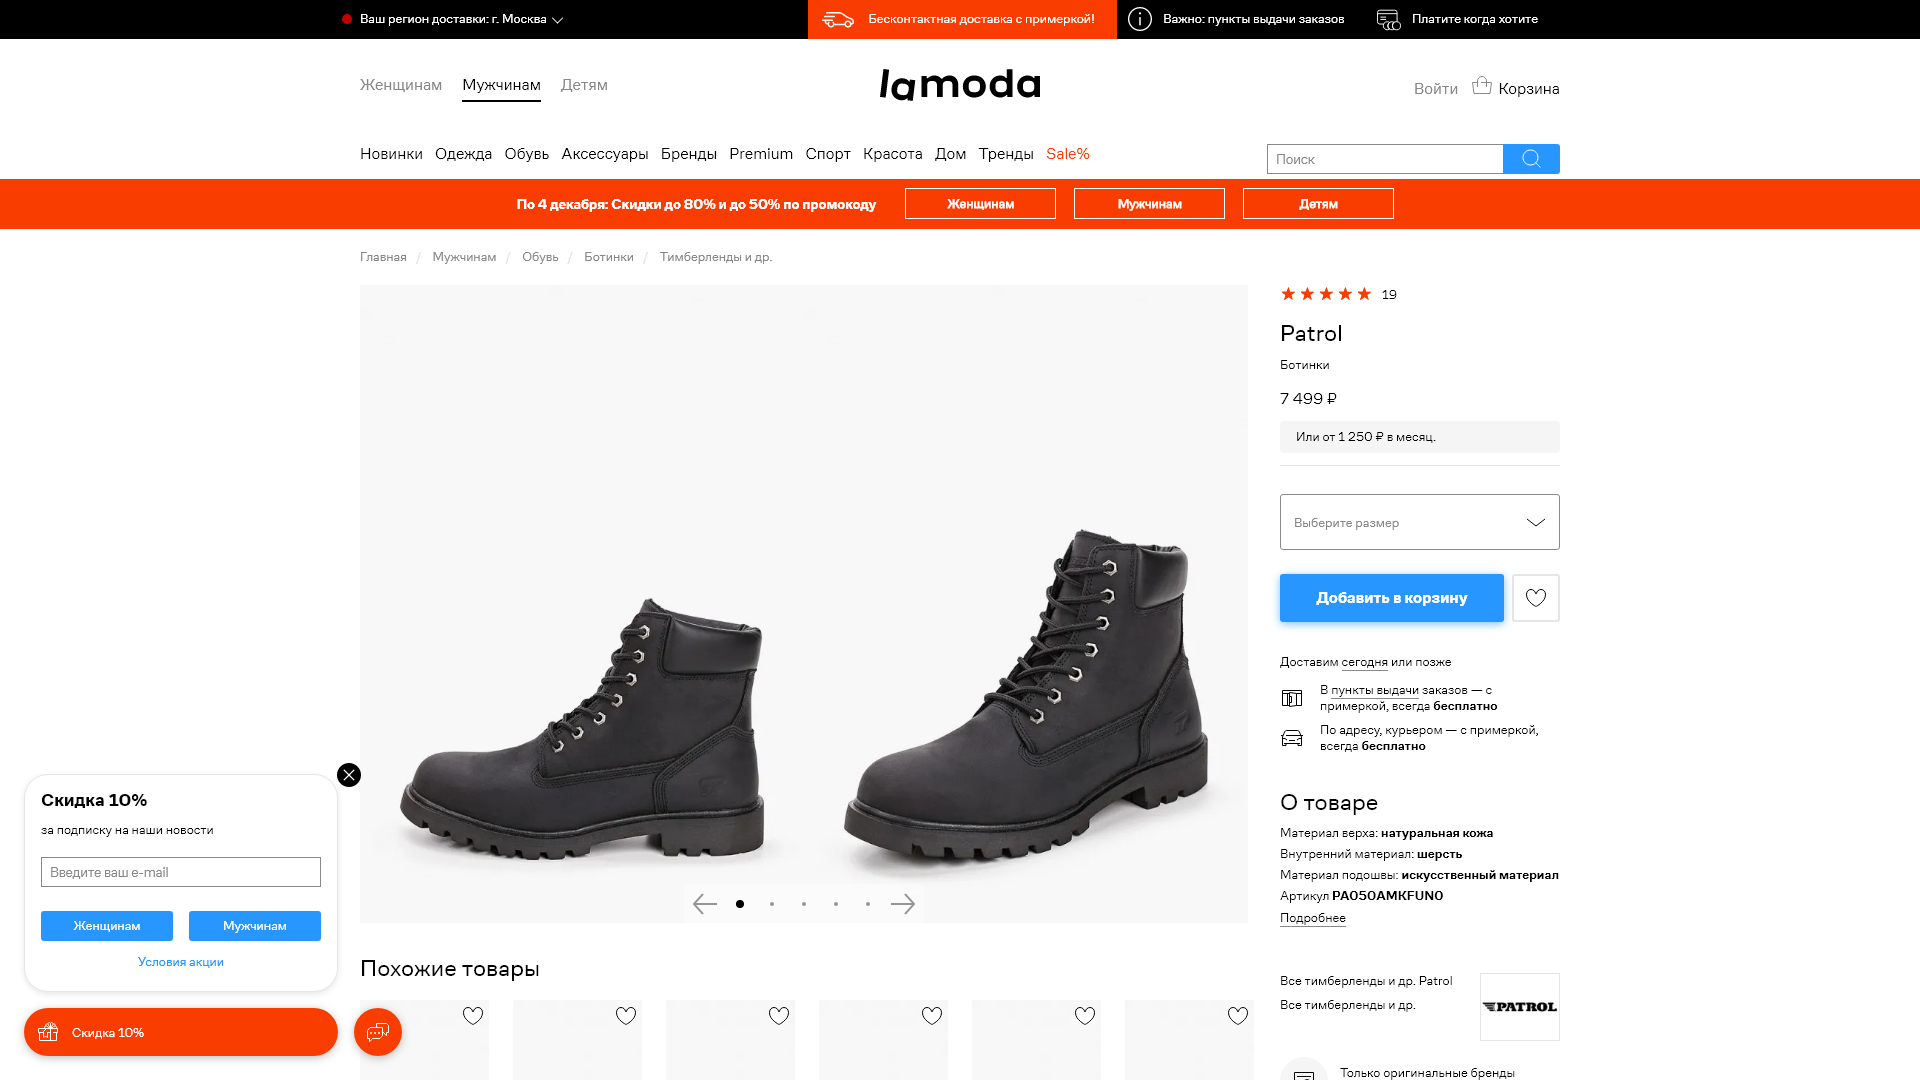 Ваш регион доставки: г. Москва
Бесконтактная доставка с примеркой!
Важно: пункты выдачи заказов
Платите когда хотите
Женщинам Мужчинам Детям
lamoda
Войти Корзина
Новинки Одежда Обувь Аксессуары Бренды Premium Спорт Красота Дом Тренды Sale%
Поиск
По 4 декабря: Скидки до 80% и до 50% по промокоду
Женщинам
Мужчинам
Детям
Главная / Мужчинам / Обувь / Ботинки / Тимберленды и др.
19
Patrol
Ботинки
7 499 ₽
Или от 1 250 ₽ в месяц.
Выберите размер
Добавить в корзину
Доставим сегодня или позже
В пункты выдачи заказов — с
примеркой, всегда бесплатно
По адресу, курьером — с примеркой,
всегда бесплатно
О товаре
Материал верха: натуральная кожа
Внутренний материал: шерсть
Материал подошвы: искусственный материал
Артикул PA050AMKFUN0
Подробнее
Все тимберленды и др. Patrol
Все тимберленды и др.
PATROL
Только оригинальные бренды
Скидка 10%
за подписку на наши новости
Введите ваш e-mail
Женщинам
Мужчинам
Условия акции
Скидка 10%
Похожие товары